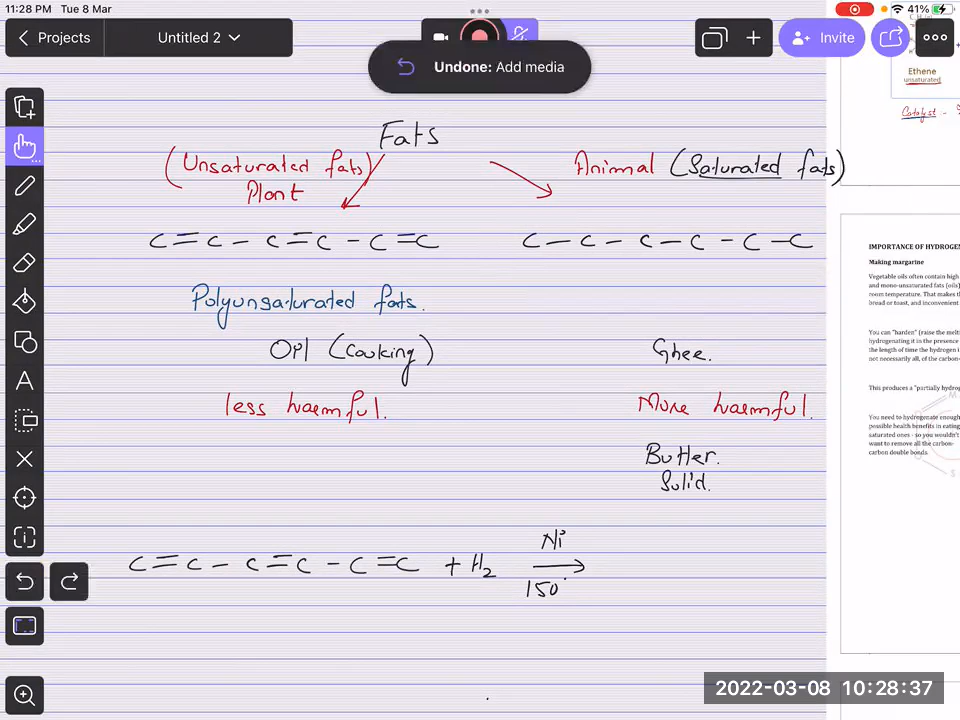 11:28 PM Tue 8 Mar
41%
Projects
Untitled 2
Invite
Undone: Add media
Ethene
unsaturated
Catalyst :-
Fats
(Unsaturated fats)
Plant
Animal (Saturated fats)
C = C - C = C - C = C
C - C - C - C - C - C
Polyunsaturated fats.
Oil (Cooking)
Ghee.
less harmful.
More harmful.
Butter.
Solid.
C = C - C = C - C = C + H2
Ni
150°
IMPORTANCE OF HYDROGE
Making margarine
Vegetable oils often contain high
and mono-unsaturated fats (oils)
room temperature. That makes th
bread or toast, and inconvenient
You can "harden" (raise the melti
hydrogenating it in the presence
the length of time the hydrogen i
not necessarily all, of the carbon-
This produces a "partially hydrog
You need to hydrogenate enough
possible health benefits in eating
saturated ones - so you wouldn't
want to remove all the carbon-
carbon double bonds.
2022-03-08 10:28:37